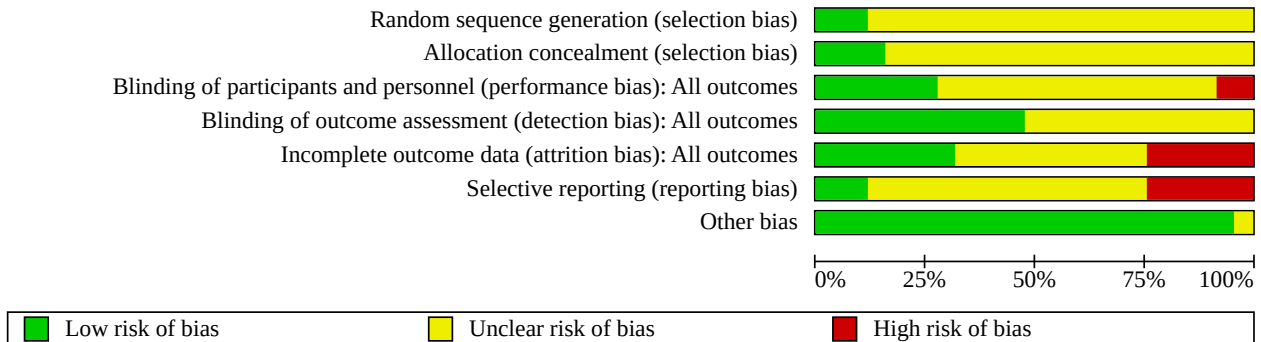 Random sequence generation (selection bias)
Allocation concealment (selection bias)
Blinding of participants and personnel (performance bias): All outcomes
Blinding of outcome assessment (detection bias): All outcomes
Incomplete outcome data (attrition bias): All outcomes
Selective reporting (reporting bias)
Other bias
0% 25% 50% 75% 100%
Low risk of bias Unclear risk of bias High risk of bias